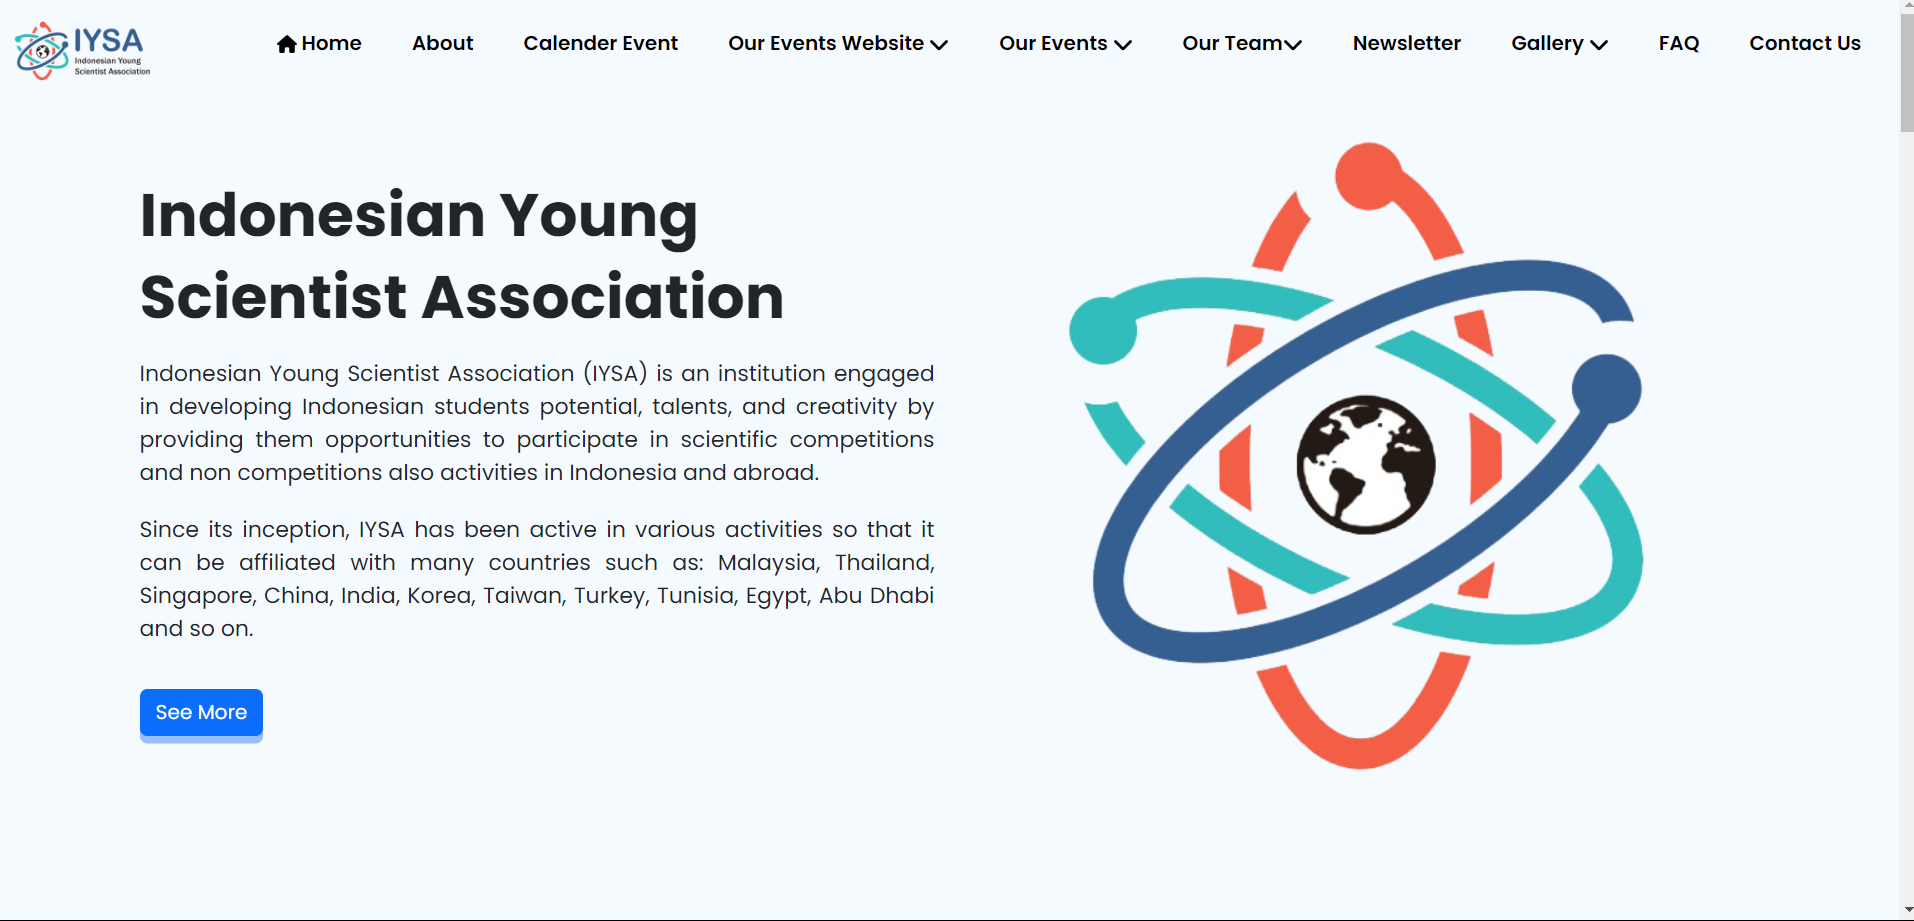 IYSA
Indonesian Young
Scientist Association
Home
About
Calender Event
Our Events Website
Our Events
Our Team
Newsletter
Gallery
FAQ
Contact Us
Indonesian Young
Scientist Association
Indonesian Young Scientist Association (IYSA) is an institution engaged
in developing Indonesian students potential, talents, and creativity by
providing them opportunities to participate in scientific competitions
and non competitions also activities in Indonesia and abroad.
Since its inception, IYSA has been active in various activities so that it
can be affiliated with many countries such as: Malaysia, Thailand,
Singapore, China, India, Korea, Taiwan, Turkey, Tunisia, Egypt, Abu Dhabi
and so on.
See More